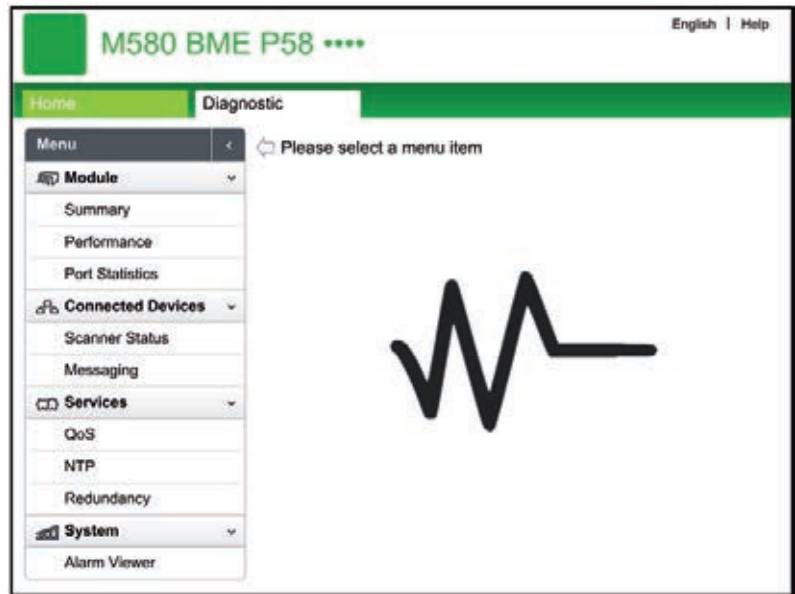 M580 BME P58 ••••
English | Help
Home
Diagnostic
Menu
Please select a menu item
Module
Summary
Performance
Port Statistics
Connected Devices
Scanner Status
Messaging
Services
QoS
NTP
Redundancy
System
Alarm Viewer